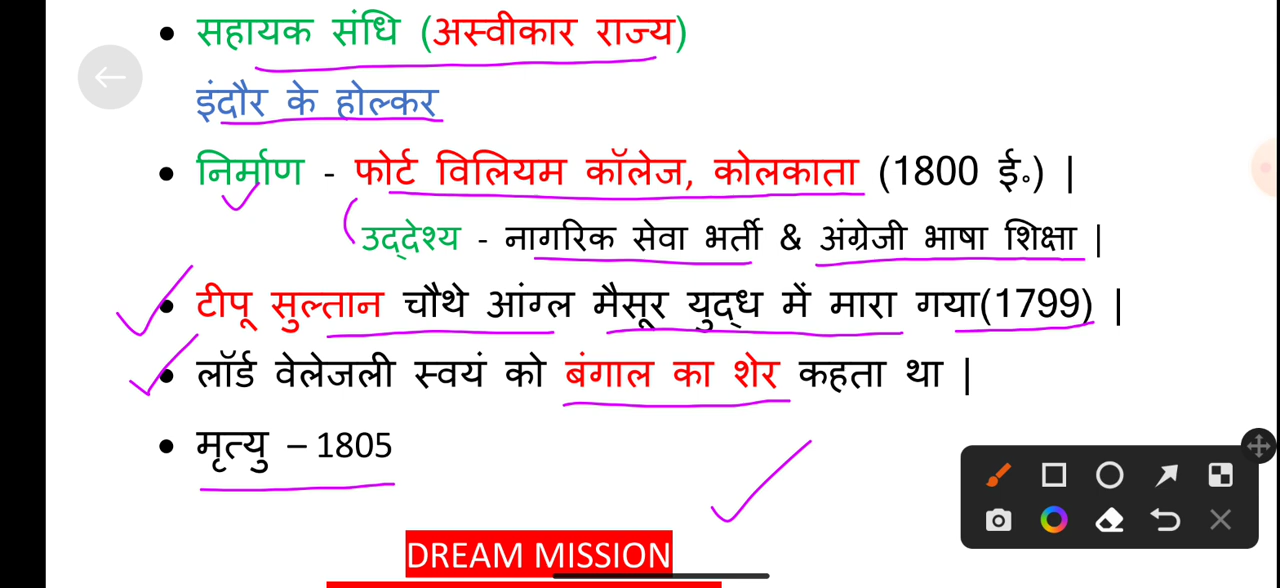 • सहायक संधि (अस्वीकार राज्य)
इंदौर के होल्कर
• निर्माण - फोर्ट विलियम कॉलेज, कोलकाता (1800 ई॰) |
उद्देश्य - नागरिक सेवा भर्ती & अंग्रेजी भाषा शिक्षा |
• टीपू सुल्तान चौथे आंग्ल मैसूर युद्ध में मारा गया(1799) |
• लॉर्ड वेलेजली स्वयं को बंगाल का शेर कहता था |
• मृत्यु – 1805
DREAM MISSION